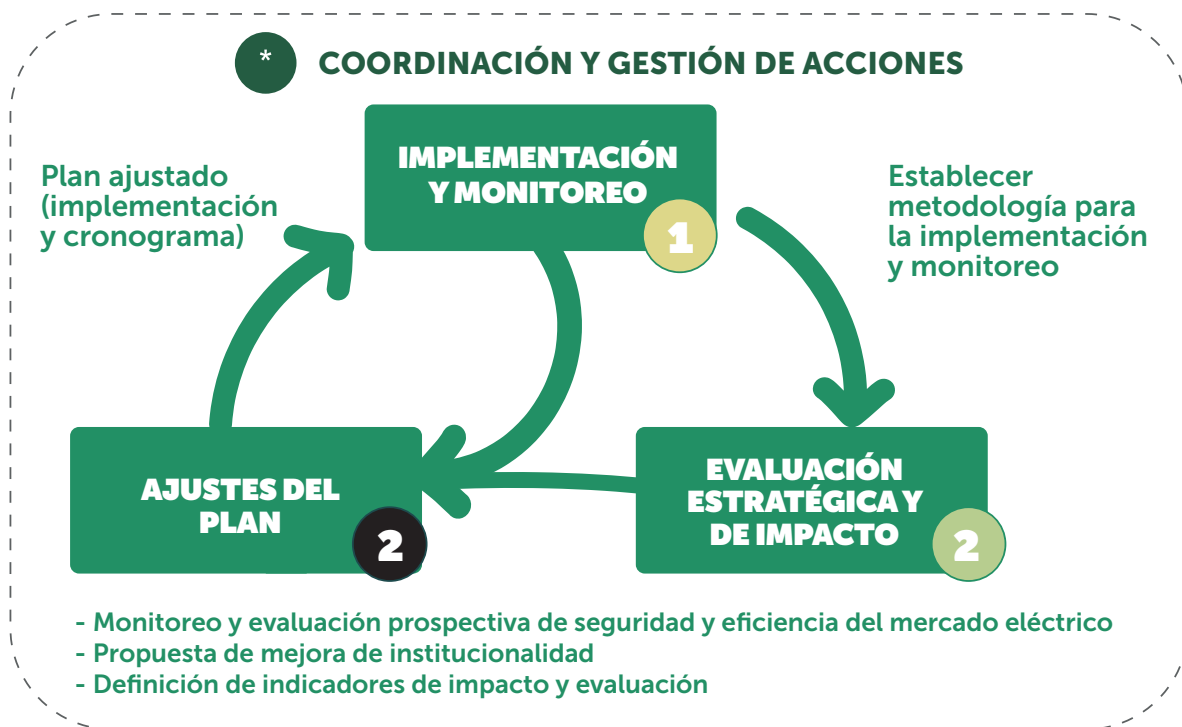 * COORDINACIÓN Y GESTIÓN DE ACCIONES
IMPLEMENTACIÓN
Y MONITOREO
1
Plan ajustado
(implementación
y cronograma)
Establecer
metodología para
la implementación
y monitoreo
AJUSTES DEL
PLAN
2
EVALUACIÓN
ESTRATÉGICA Y
DE IMPACTO
2
- Monitoreo y evaluación prospectiva de seguridad y eficiencia del mercado eléctrico
- Propuesta de mejora de institucionalidad
- Definición de indicadores de impacto y evaluación